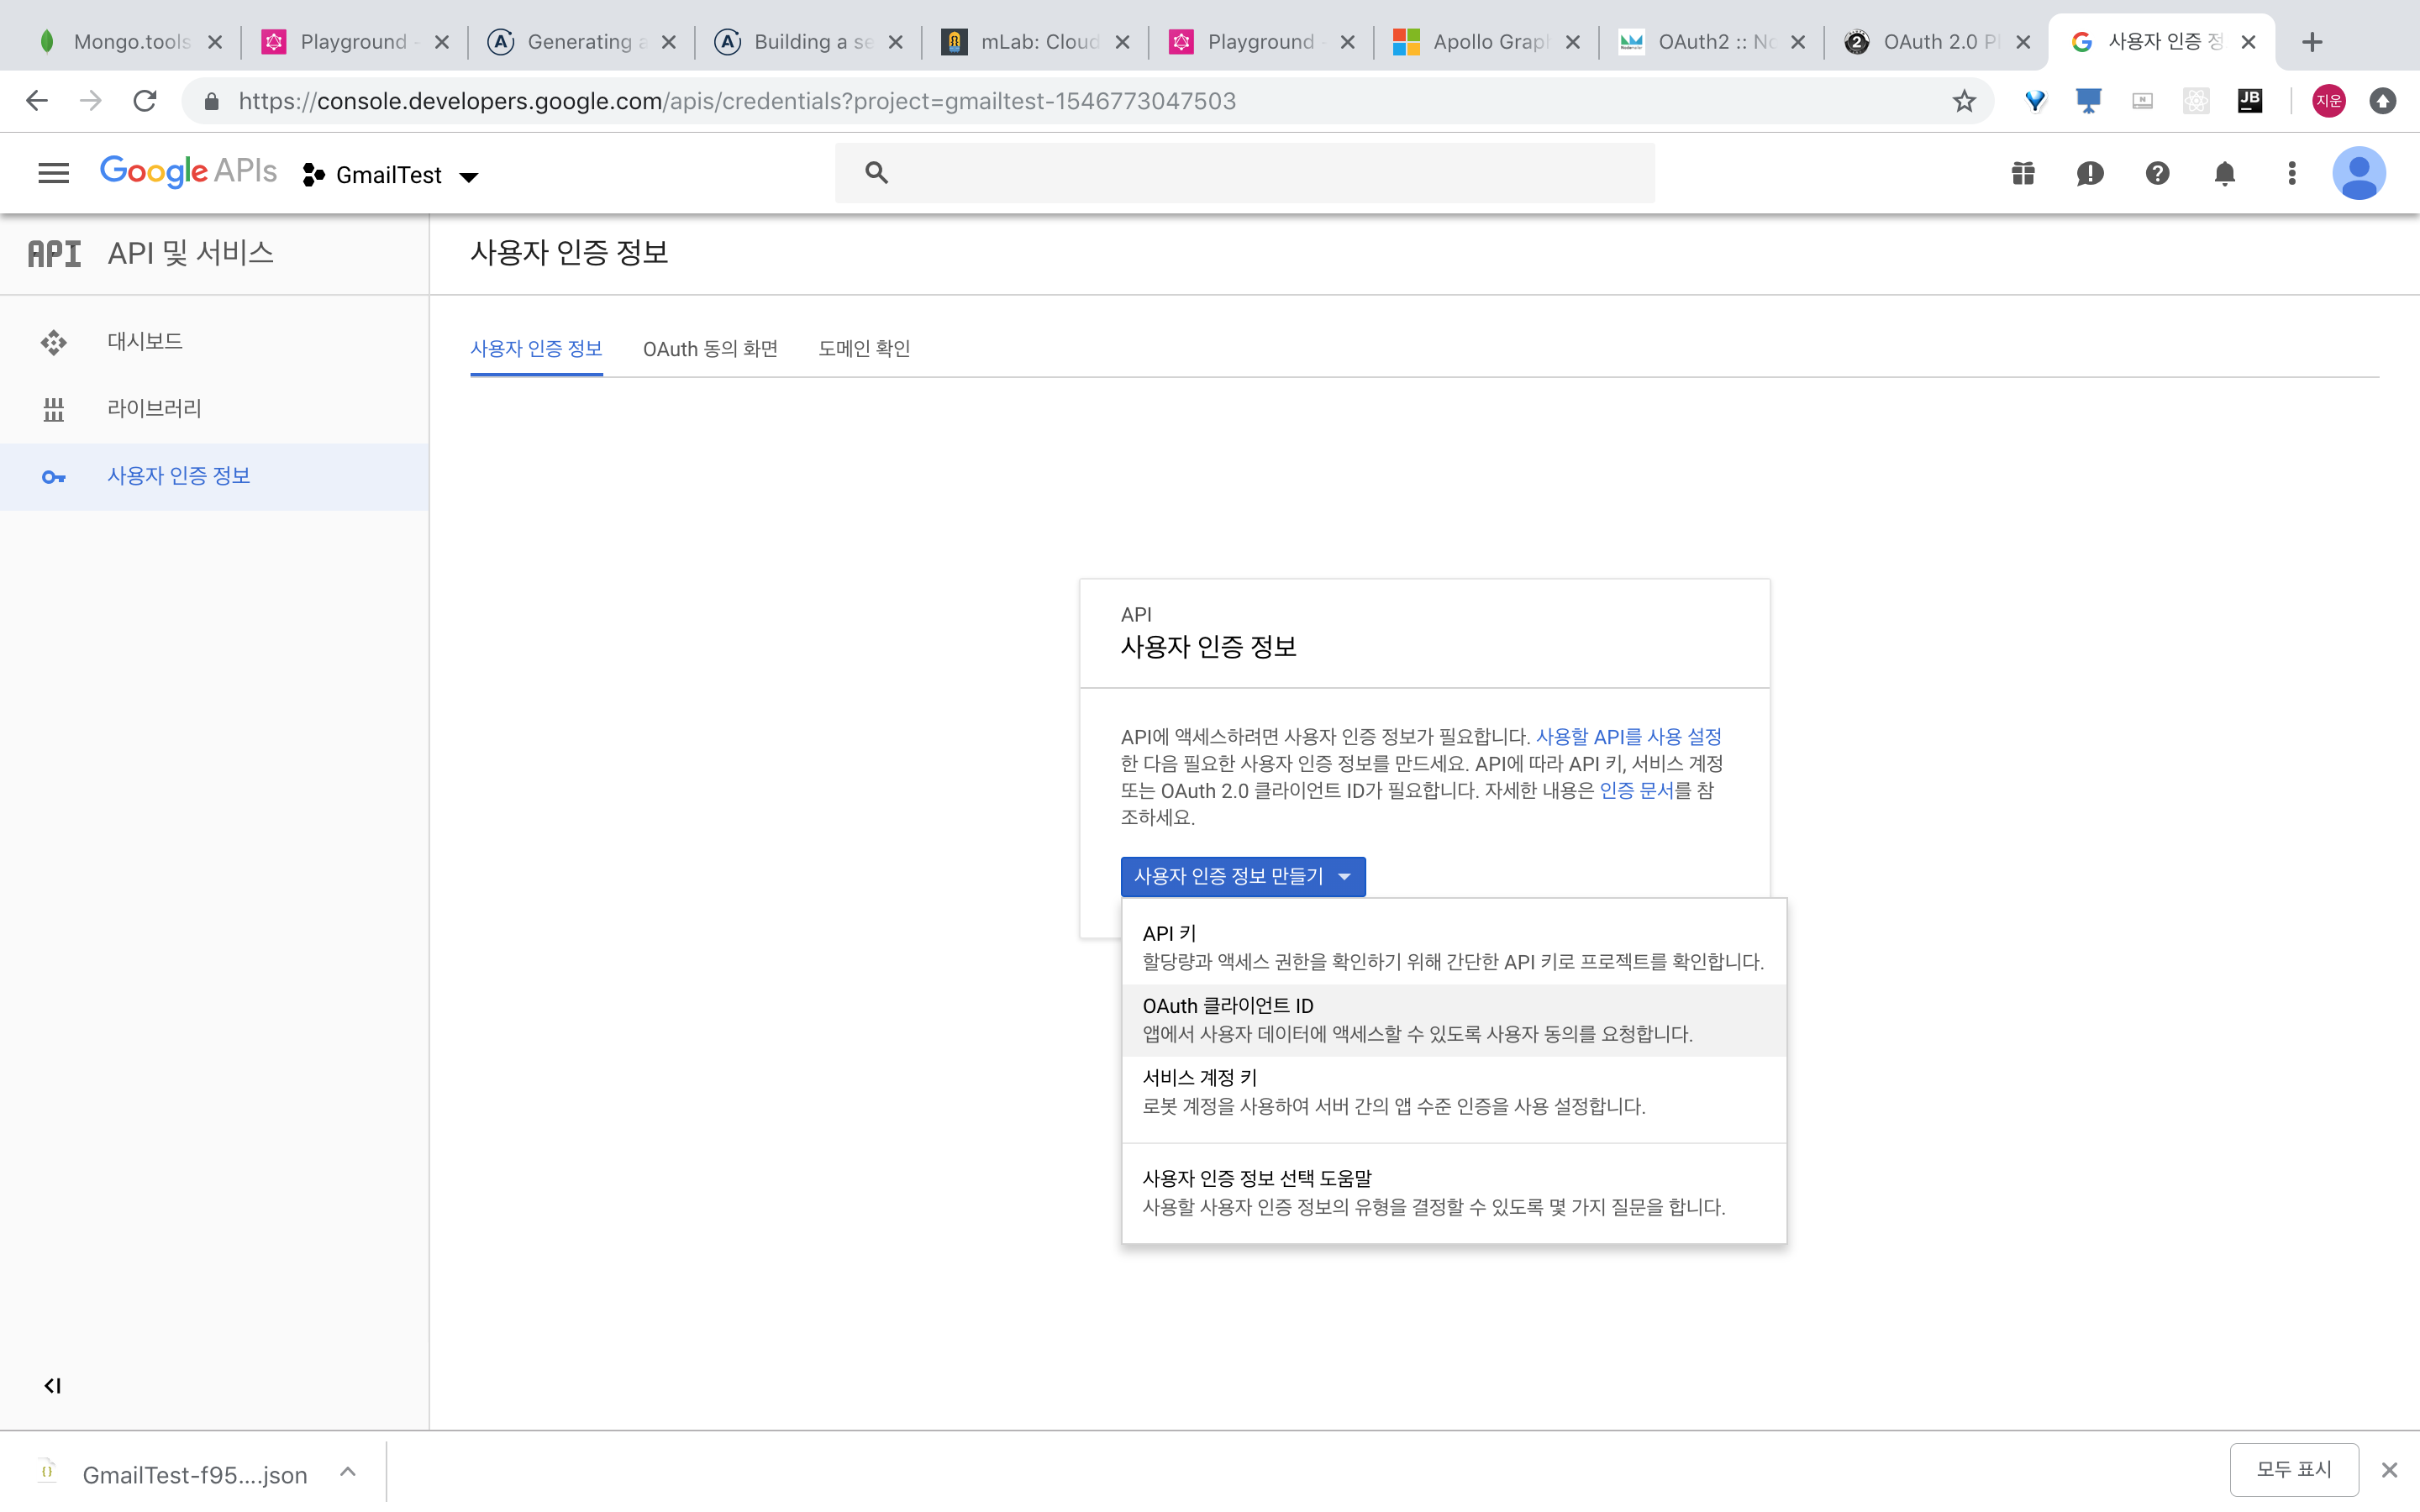 Mongo.tools
Playground -
Generating a
Building a se
mLab: Cloud
Playground -
Apollo Grap
OAuth2 :: No
OAuth 2.0 Pl
사용자 인증 정
https://console.developers.google.com/apis/credentials?project=gmailtest-1546773047503
JB
지운
Google APIs
GmailTest
API
API 및 서비스
사용자 인증 정보
대시보드
라이브러리
사용자 인증 정보
사용자 인증 정보
OAuth 동의 화면
도메인 확인
API
사용자 인증 정보
API에 액세스하려면 사용자 인증 정보가 필요합니다. 사용할 API를 사용 설정
한 다음 필요한 사용자 인증 정보를 만드세요. API에 따라 API 키, 서비스 계정
또는 OAuth 2.0 클라이언트 ID가 필요합니다. 자세한 내용은 인증 문서를 참
조하세요.
사용자 인증 정보 만들기
API 키
할당량과 액세스 권한을 확인하기 위해 간단한 API 키로 프로젝트를 확인합니다.
OAuth 클라이언트 ID
앱에서 사용자 데이터에 액세스할 수 있도록 사용자 동의를 요청합니다.
서비스 계정 키
로봇 계정을 사용하여 서버 간의 앱 수준 인증을 사용 설정합니다.
사용자 인증 정보 선택 도움말
사용할 사용자 인증 정보의 유형을 결정할 수 있도록 몇 가지 질문을 합니다.
GmailTest-f95....json
모두 표시